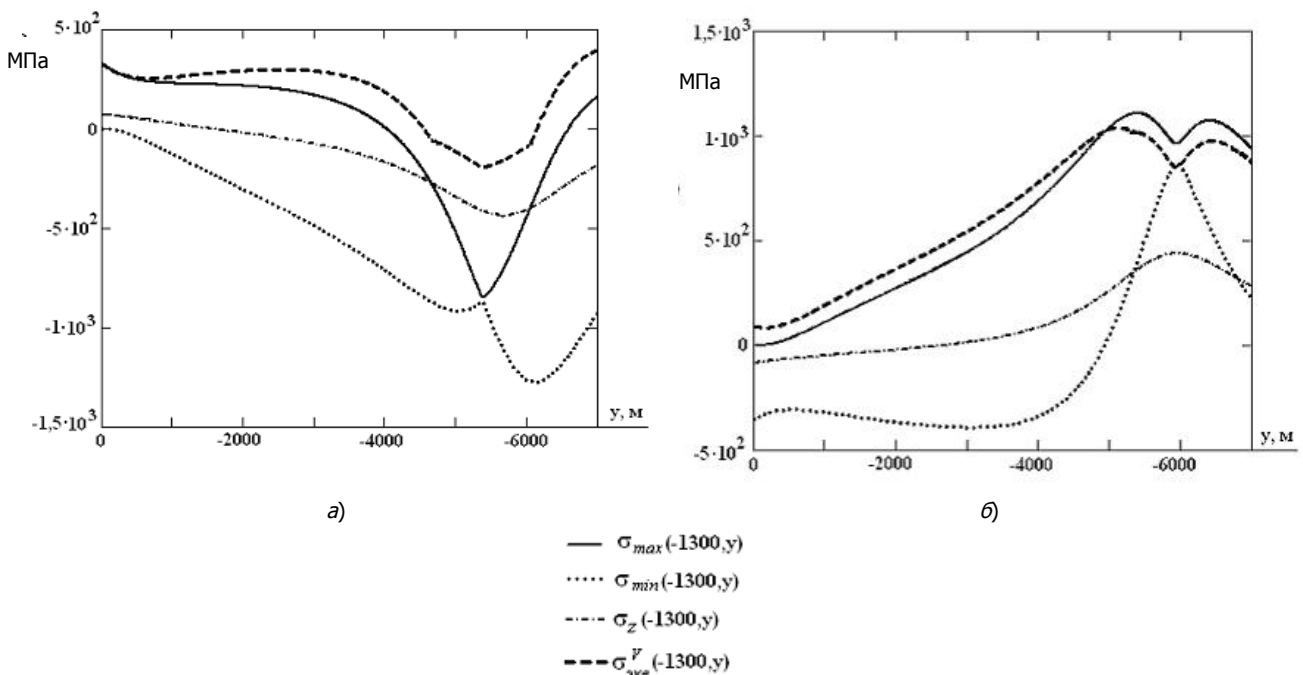 5·10²
МПа
0
-5·10²
-1·10³
-1,5·10³
0
-2000
-4000
-6000
y, м
а)
1,5·10³
МПа
1·10³
5·10²
0
-5·10²
0
-2000
-4000
-6000
y, м
б)
σmax(-1300,y)
σmin(-1300,y)
σZ(-1300,y)
(-1300,y)